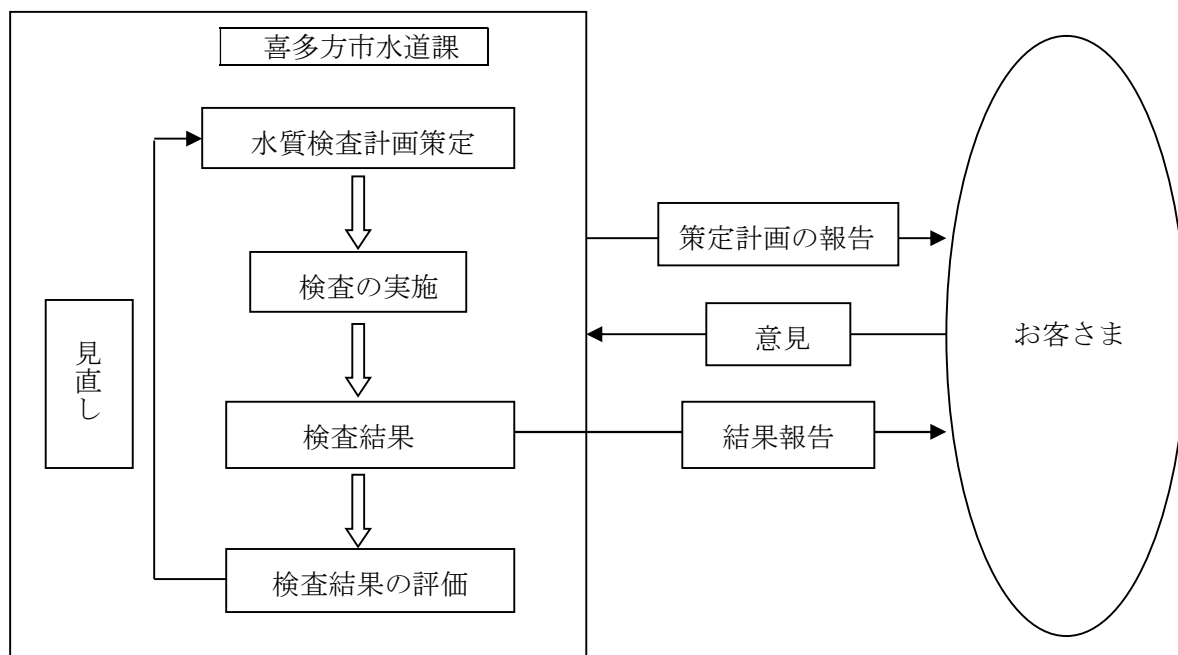 喜多方市水道課
水質検査計画策定
検査の実施
見直し
検査結果
検査結果の評価
策定計画の報告
意見
結果報告
お客さま